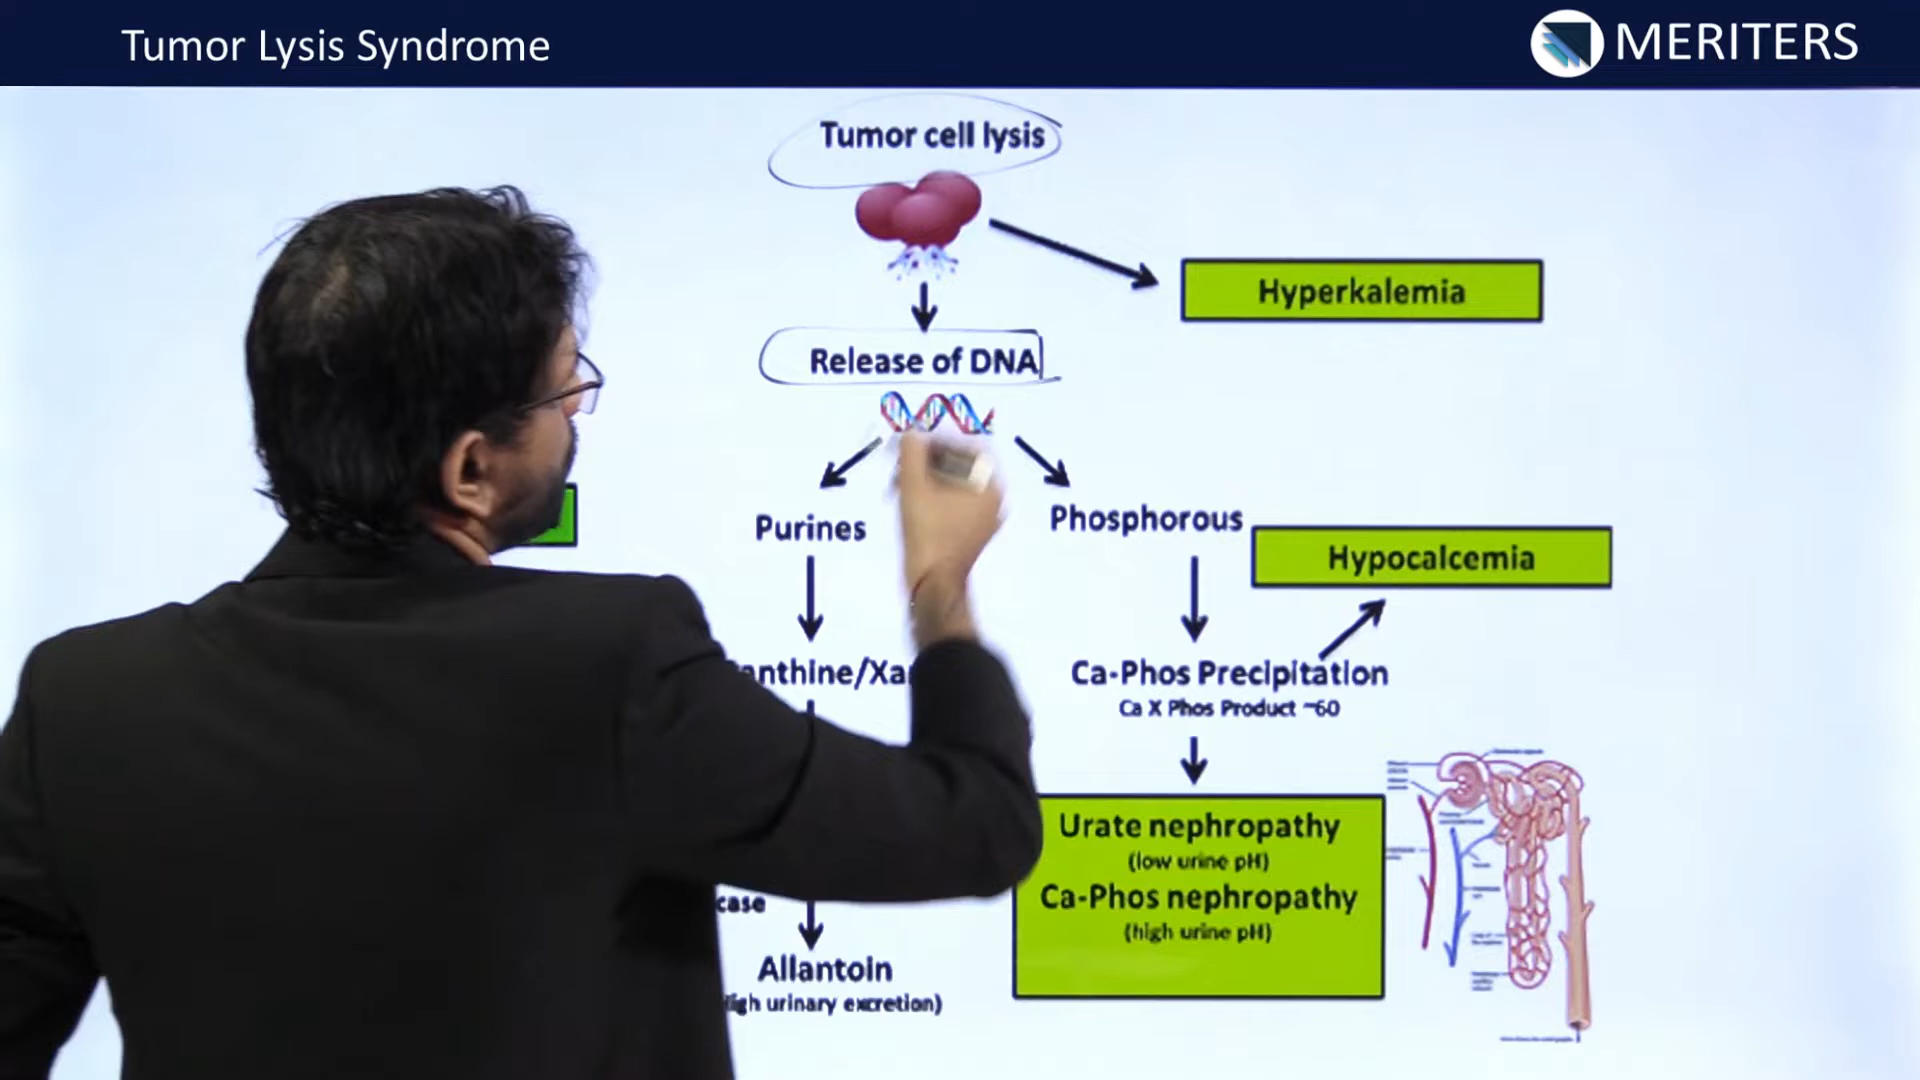 Tumor Lysis Syndrome
MERITERS
Tumor cell lysis
Hyperkalemia
Release of DNA
Purines
Phosphorous
Hypocalcemia
Ca-Phos Precipitation
Ca X Phos Product ~60
Urate nephropathy
(low urine pH)
Ca-Phos nephropathy
(high urine pH)
Allantoin
urinary excretion)